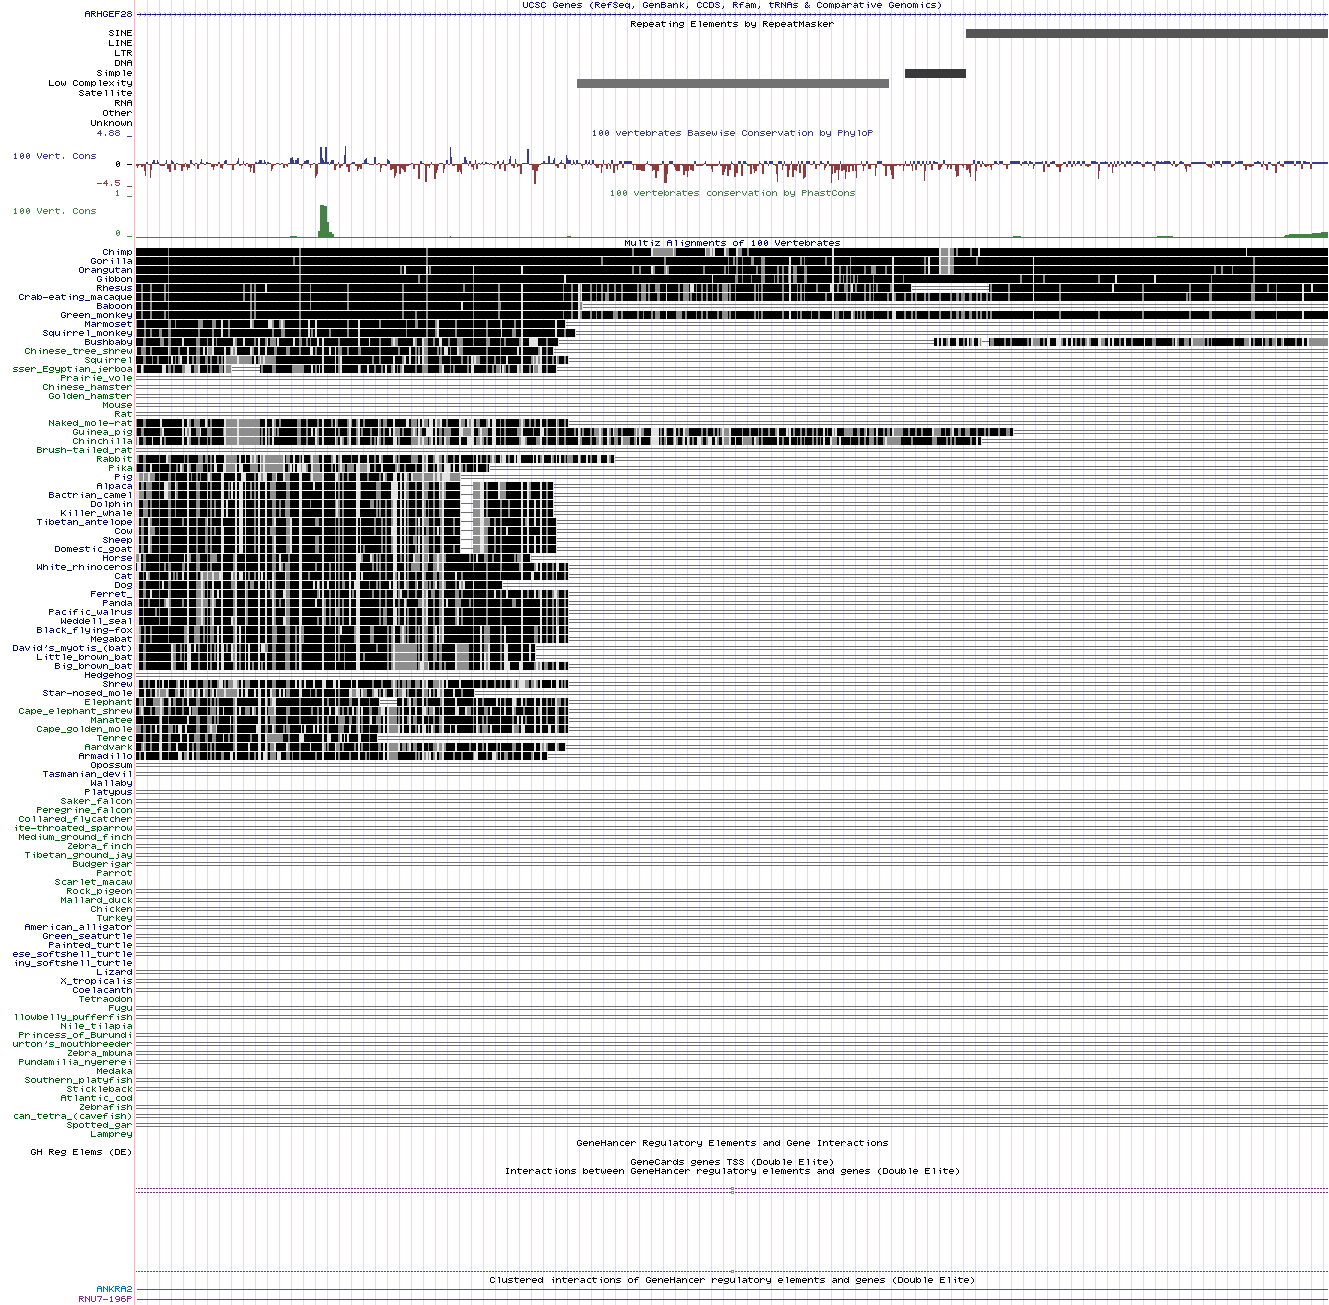 UCSC Genes (RefSeq, GenBank, CCDS, Rfam, tRNAs & Comparative Genomics)
ARHGEF28
Repeating Elements by RepeatMasker
SINE
LINE
LTR
DNA
Simple
Low Complexity
Satellite
RNA
Other
Unknown
4.88 _
100 vertebrates Basewise Conservation by PhyloP
100 Vert. Cons
0 _
-4.5 _
1 _
100 vertebrates conservation by PhastCons
100 Vert. Cons
0 _
Multiz Alignments of 100 Vertebrates
Chimp
Gorilla
Orangutan
Gibbon
Rhesus
Crab-eating_macaque
Baboon
Green_monkey
Marmoset
Squirrel_monkey
Bushbaby
Chinese_tree_shrew
Squirrel
sser_Egyptian_jerboa
Prairie_vole
Chinese_hamster
Golden_hamster
Mouse
Rat
Naked_mole-rat
Guinea_pig
Chinchilla
Brush-tailed_rat
Rabbit
Pika
Pig
Alpaca
Bactrian_camel
Dolphin
Killer_whale
Tibetan_antelope
Cow
Sheep
Domestic_goat
Horse
White_rhinoceros
Cat
Dog
Ferret_
Panda
Pacific_walrus
Weddell_seal
Black_flying-fox
Megabat
David's_myotis_(bat)
Little_brown_bat
Big_brown_bat
Hedgehog
Shrew
Star-nosed_mole
Elephant
Cape_elephant_shrew
Manatee
Cape_golden_mole
Tenrec
Aardvark
Armadillo
Opossum
Tasmanian_devil
Wallaby
Platypus
Saker_falcon
Peregrine_falcon
Collared_flycatcher
ite-throated_sparrow
Medium_ground_finch
Zebra_finch
Tibetan_ground_jay
Budgerigar
Parrot
Scarlet_macaw
Rock_pigeon
Mallard_duck
Chicken
Turkey
American_alligator
Green_seaturtle
Painted_turtle
ese_softshell_turtle
iny_softshell_turtle
Lizard
X_tropicalis
Coelacanth
Tetraodon
Fugu
llowbelly_pufferfish
Nile_tilapia
Princess_of_Burundi
urton's_mouthbreeder
Zebra_mbuna
Pundamilia_nyererei
Medaka
Southern_platyfish
Stickleback
Atlantic_cod
Zebrafish
can_tetra_(cavefish)
Spotted_gar
Lamprey
GeneHancer Regulatory Elements and Gene Interactions
GH Reg Elems (DE)
GeneCards genes TSS (Double Elite)
Interactions between GeneHancer regulatory elements and genes (Double Elite)
Clustered interactions of GeneHancer regulatory elements and genes (Double Elite)
ANKRA2
RNU7-196P